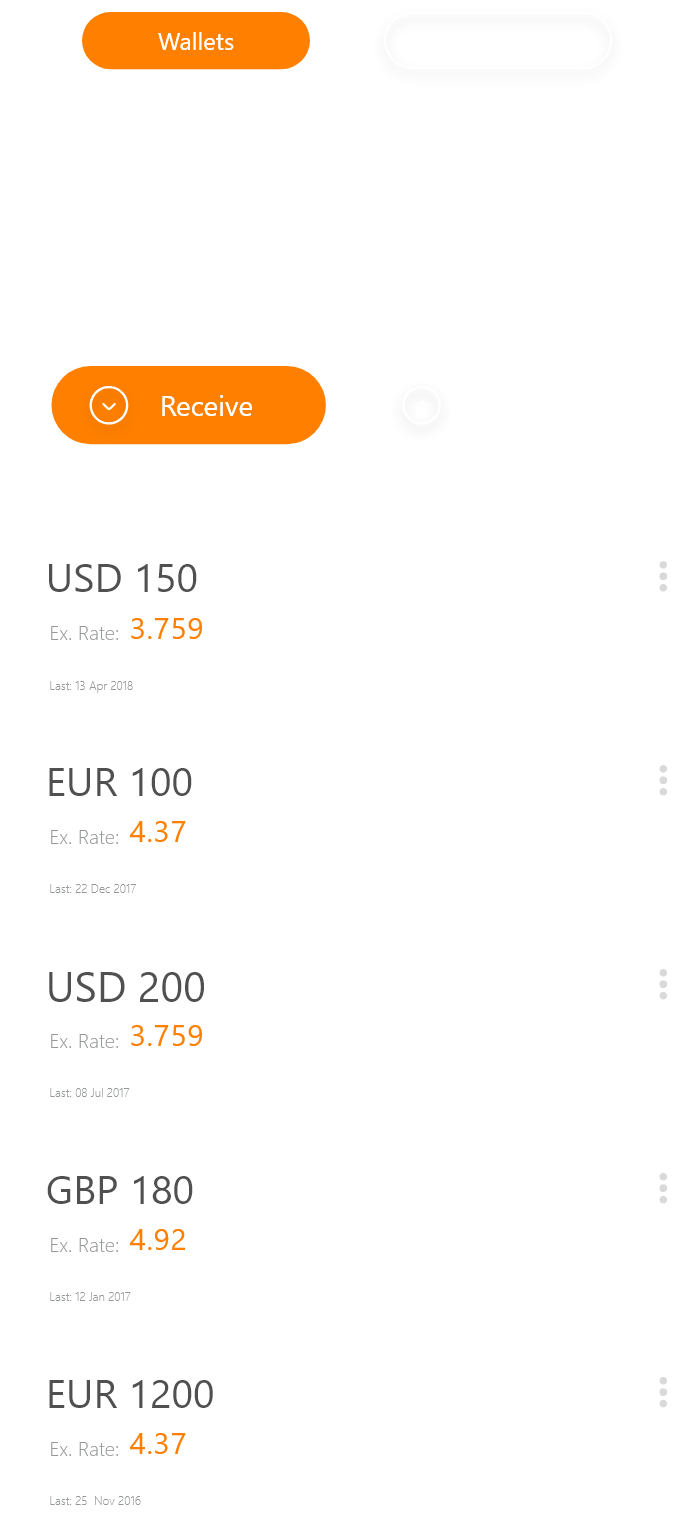 Wallets
Receive
USD 150
Ex. Rate: 3.759
Last: 13 Apr 2018
EUR 100
Ex. Rate: 4.37
Last: 22 Dec 2017
USD 200
Ex. Rate: 3.759
Last: 08 Jul 2017
GBP 180
Ex. Rate: 4.92
Last: 12 Jan 2017
EUR 1200
Ex. Rate: 4.37
Last: 25  Nov 2016